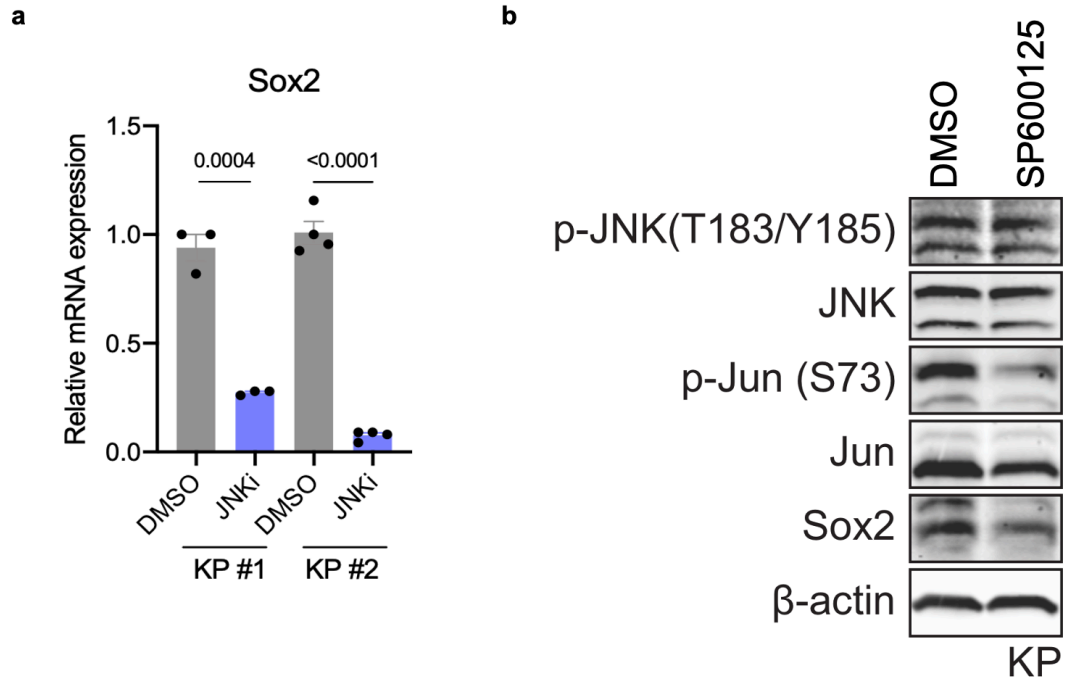 a
Sox2
Relative mRNA expression
1.5
1.0
0.5
0.0
0.0004
<0.0001
DMSO
JNKi
DMSO
JNKi
KP #1
KP #2
b
DMSO
SP600125
p-JNK(T183/Y185)
JNK
p-Jun (S73)
Jun
Sox2
β-actin
KP